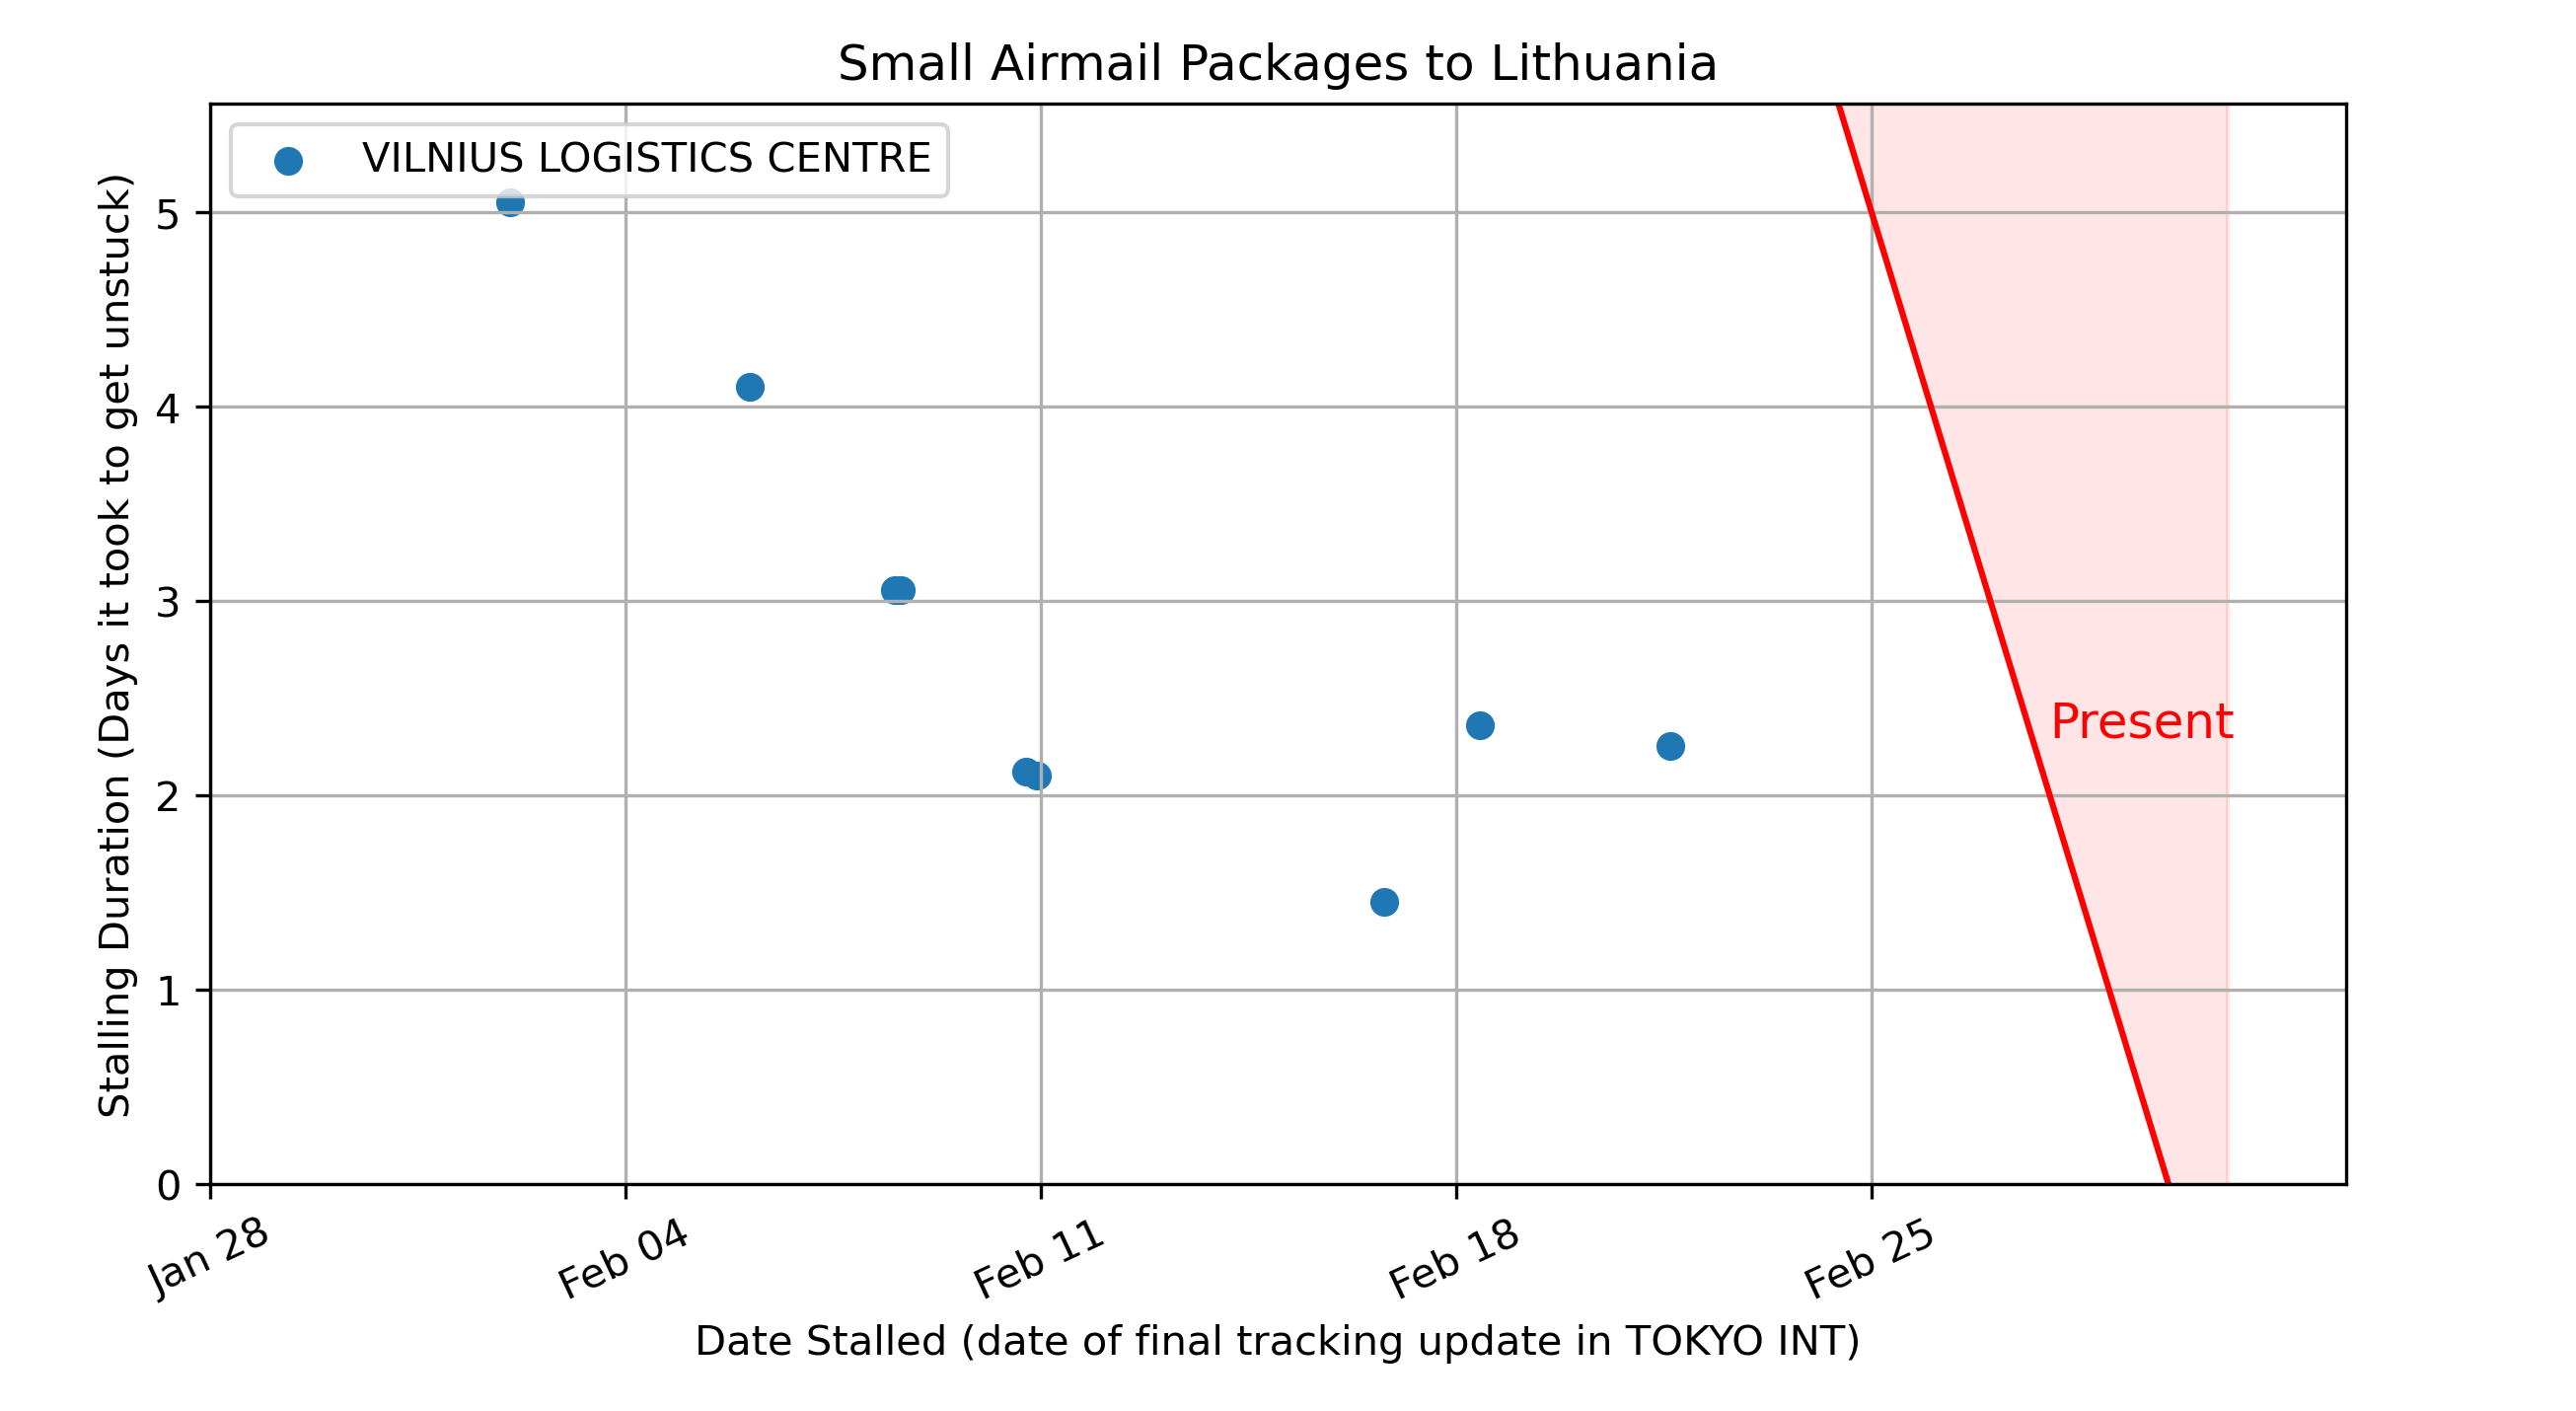 Small Airmail Packages to Lithuania
VILNIUS LOGISTICS CENTRE
Stalling Duration (Days it took to get unstuck)
5
4
3
2
1
0
Present
Jan 28
Feb 04
Feb 11
Feb 18
Feb 25
Date Stalled (date of final tracking update in TOKYO INT)